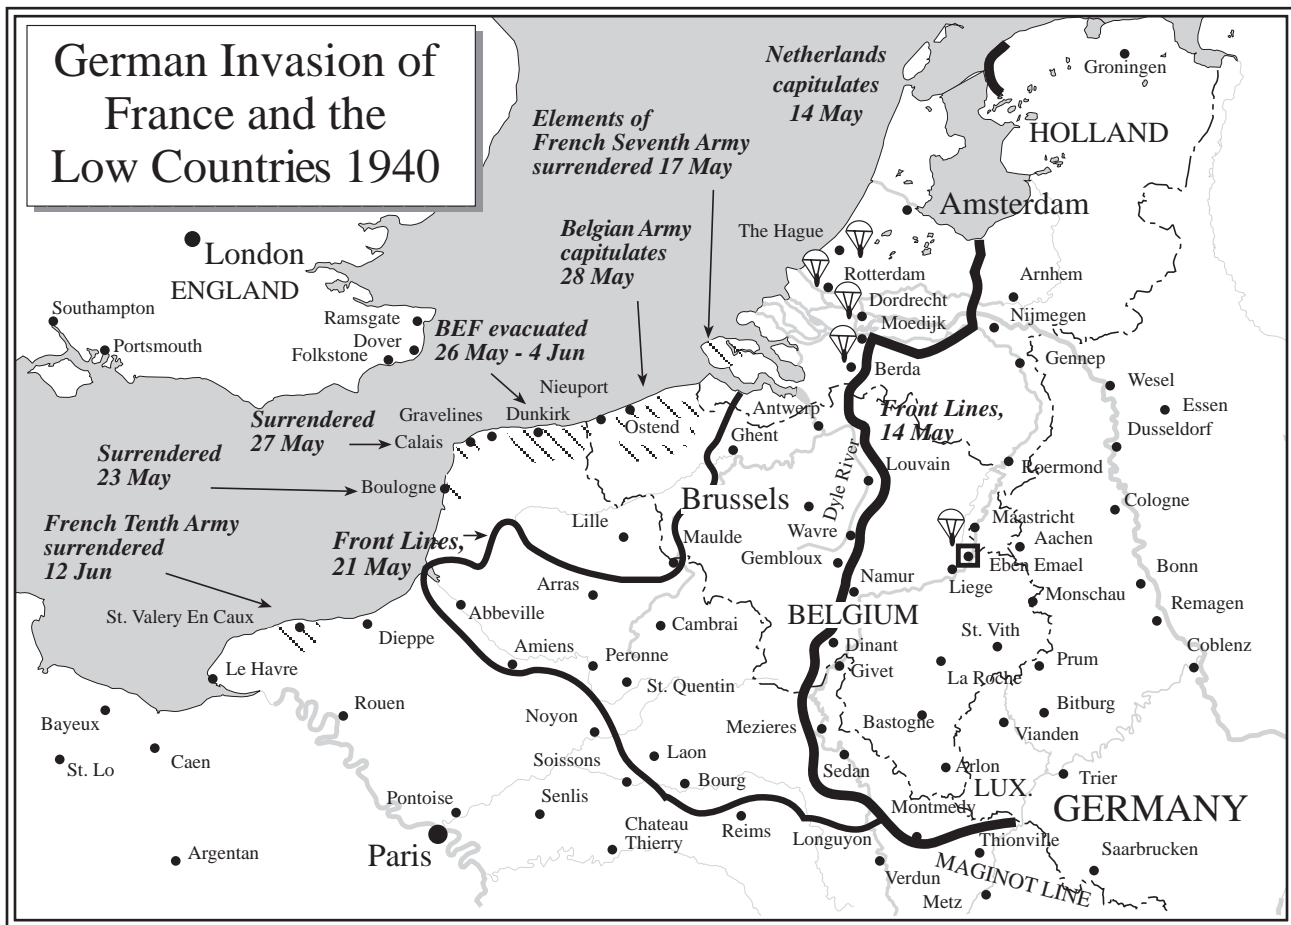 German Invasion of
France and the
Low Countries 1940
Netherlands
capitulates
14 May
Groningen
HOLLAND
Elements of
French Seventh Army
surrendered 17 May
Amsterdam
The Hague
Belgian Army
capitulates
28 May
London
ENGLAND
Rotterdam
Arnhem
Dordrecht
Moedijk
Nijmegen
Southampton
Portsmouth
Ramsgate
Dover
Folkstone
BEF evacuated
26 May - 4 Jun
Berda
Gennep
Wesel
Essen
Dusseldorf
Nieuport
Gravelines
Dunkirk
Ostend
Antwerp
Ghent
Front Lines,
14 May
Surrendered
27 May
Calais
Surrendered
23 May
Boulogne
Dyle River
Louvain
Roermond
Cologne
Brussels
French Tenth Army
surrendered
12 Jun
Front Lines,
21 May
Lille
Maulde
Wavre
Gembloux
Maastricht
Aachen
Eben Emael
Liege
Bonn
Remagen
Monschau
Namur
BELGIUM
Arras
Abbeville
Cambrai
St. Valery En Caux
Dieppe
Amiens
Peronne
St. Quentin
Dinant
Givet
St. Vith
La Roche
Prum
Coblenz
Le Havre
Rouen
Bayeux
Caen
St. Lo
Noyon
Mezieres
Bastogne
Bitburg
Vianden
Soissons
Laon
Bourg
Sedan
Arlon
LUX.
Trier
GERMANY
Pontoise
Senlis
Paris
Chateau
Thierry
Reims
Longuyon
Montmedy
Thionville
Argentan
Verdun
MAGINOT LINE
Metz
Saarbrucken